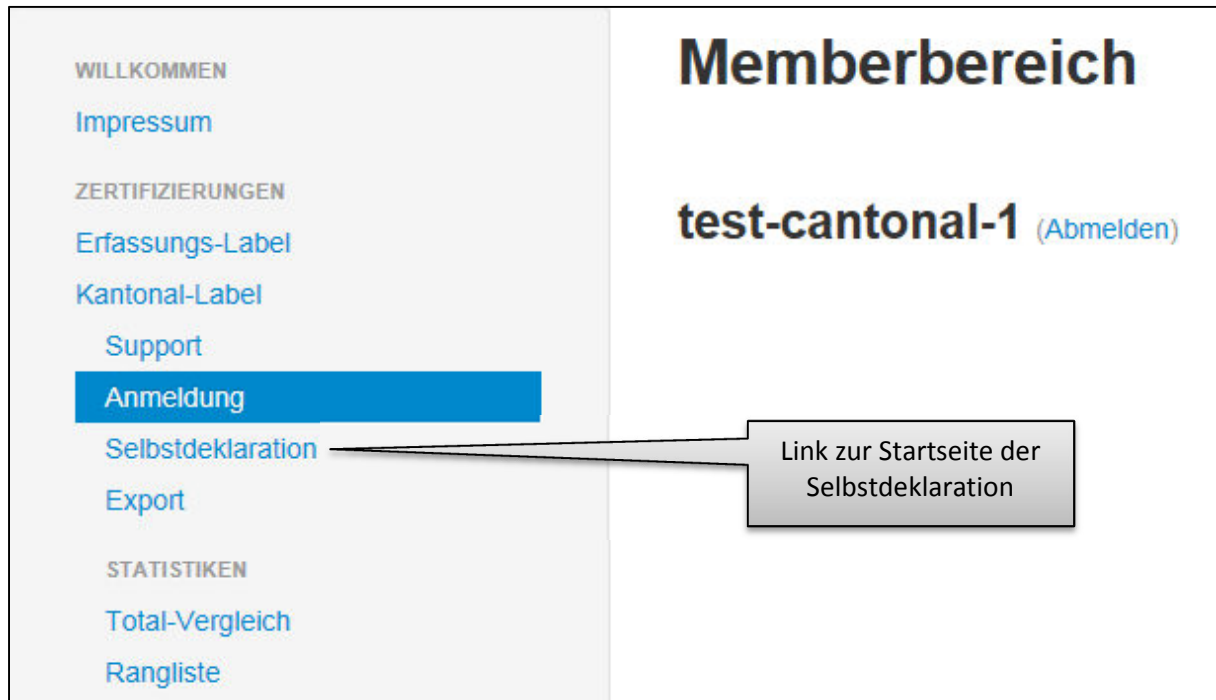 WILLKOMMEN
Impressum
ZERTIFIZIERUNGEN
Erfassungs-Label
Kantonal-Label
Support
Anmeldung
Selbstdeklaration
Export
STATISTIKEN
Total-Vergleich
Rangliste
Memberbereich
test-cantonal-1 (Abmelden)
Link zur Startseite der
Selbstdeklaration